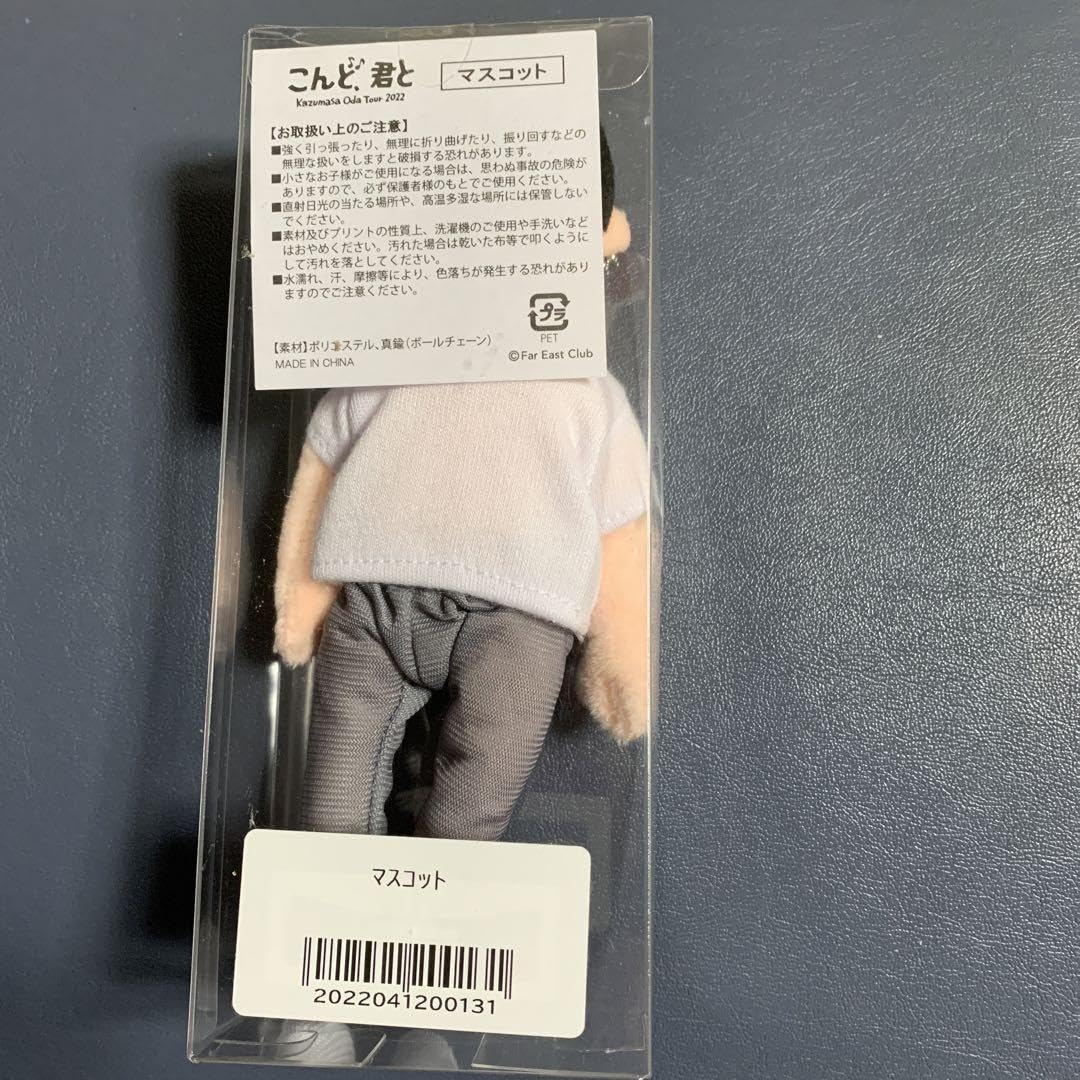 こんど、君と
マスコット
Kazumasa Oda Tour 2022
【お取扱い上のご注意】
■強く引っ張ったり、無理に折り曲げたり、振り回すなどの
無理な扱いをしますと破損する恐れがあります。
■小さなお子様がご使用になる場合は、思わぬ事故の危険が
ありますので、必ず保護者様のもとでご使用ください。
■直射日光の当たる場所や、高温多湿な場所には保管しない
でください。
■素材及びプリントの性質上、洗濯機のご使用や手洗いなど
はおやめください。汚れた場合は乾いた布等で叩くように
して汚れを落としてください。
■水濡れ、汗、摩擦等により、色落ちが発生する恐れがあり
ますのでご注意ください。
プラ
PET
【素材】ポリエステル、真鍮(ボールチェーン)
MADE IN CHINA
©Far East Club
マスコット
2022041200131